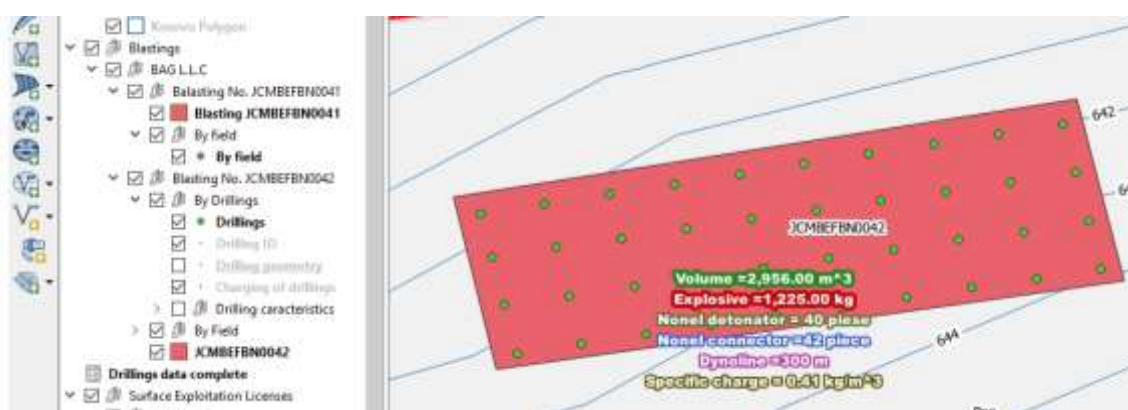 Kosovo Polygon
Blastings
BAG L.L.C
Balasting No. JCMBEFBN0041
Blasting JCMBEFBN0041
By field
By field
Blasting No. JCMBEFBN0042
By Drillings
Drillings
Drilling ID
Drilling geometry
Charging of drillings
Drilling caracteristics
By Field
JCMBEFBN0042
Drillings data complete
Surface Exploitation Licenses
642
JCMBEFBN0042
Volume =2,956.00 m^3
Explosive =1,225.00 kg
Nonel detonator = 40 piese
Nonel connector =42 piece
Dynoline =300 m
Specific charge = 0.41 kg/m^3
644